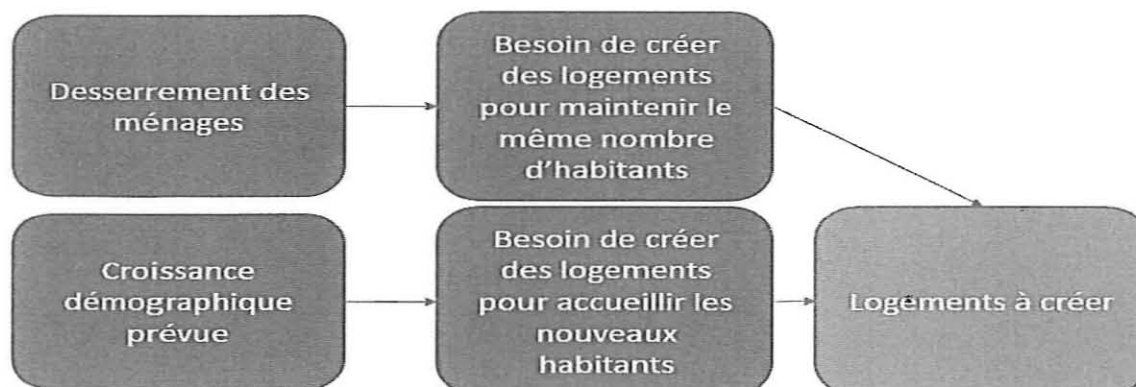 Desserrement des
ménages
Besoin de créer
des logements
pour maintenir le
même nombre
d'habitants
Croissance
démographique
prévue
Besoin de créer
des logements
pour accueillir les
nouveaux
habitants
Logements à créer